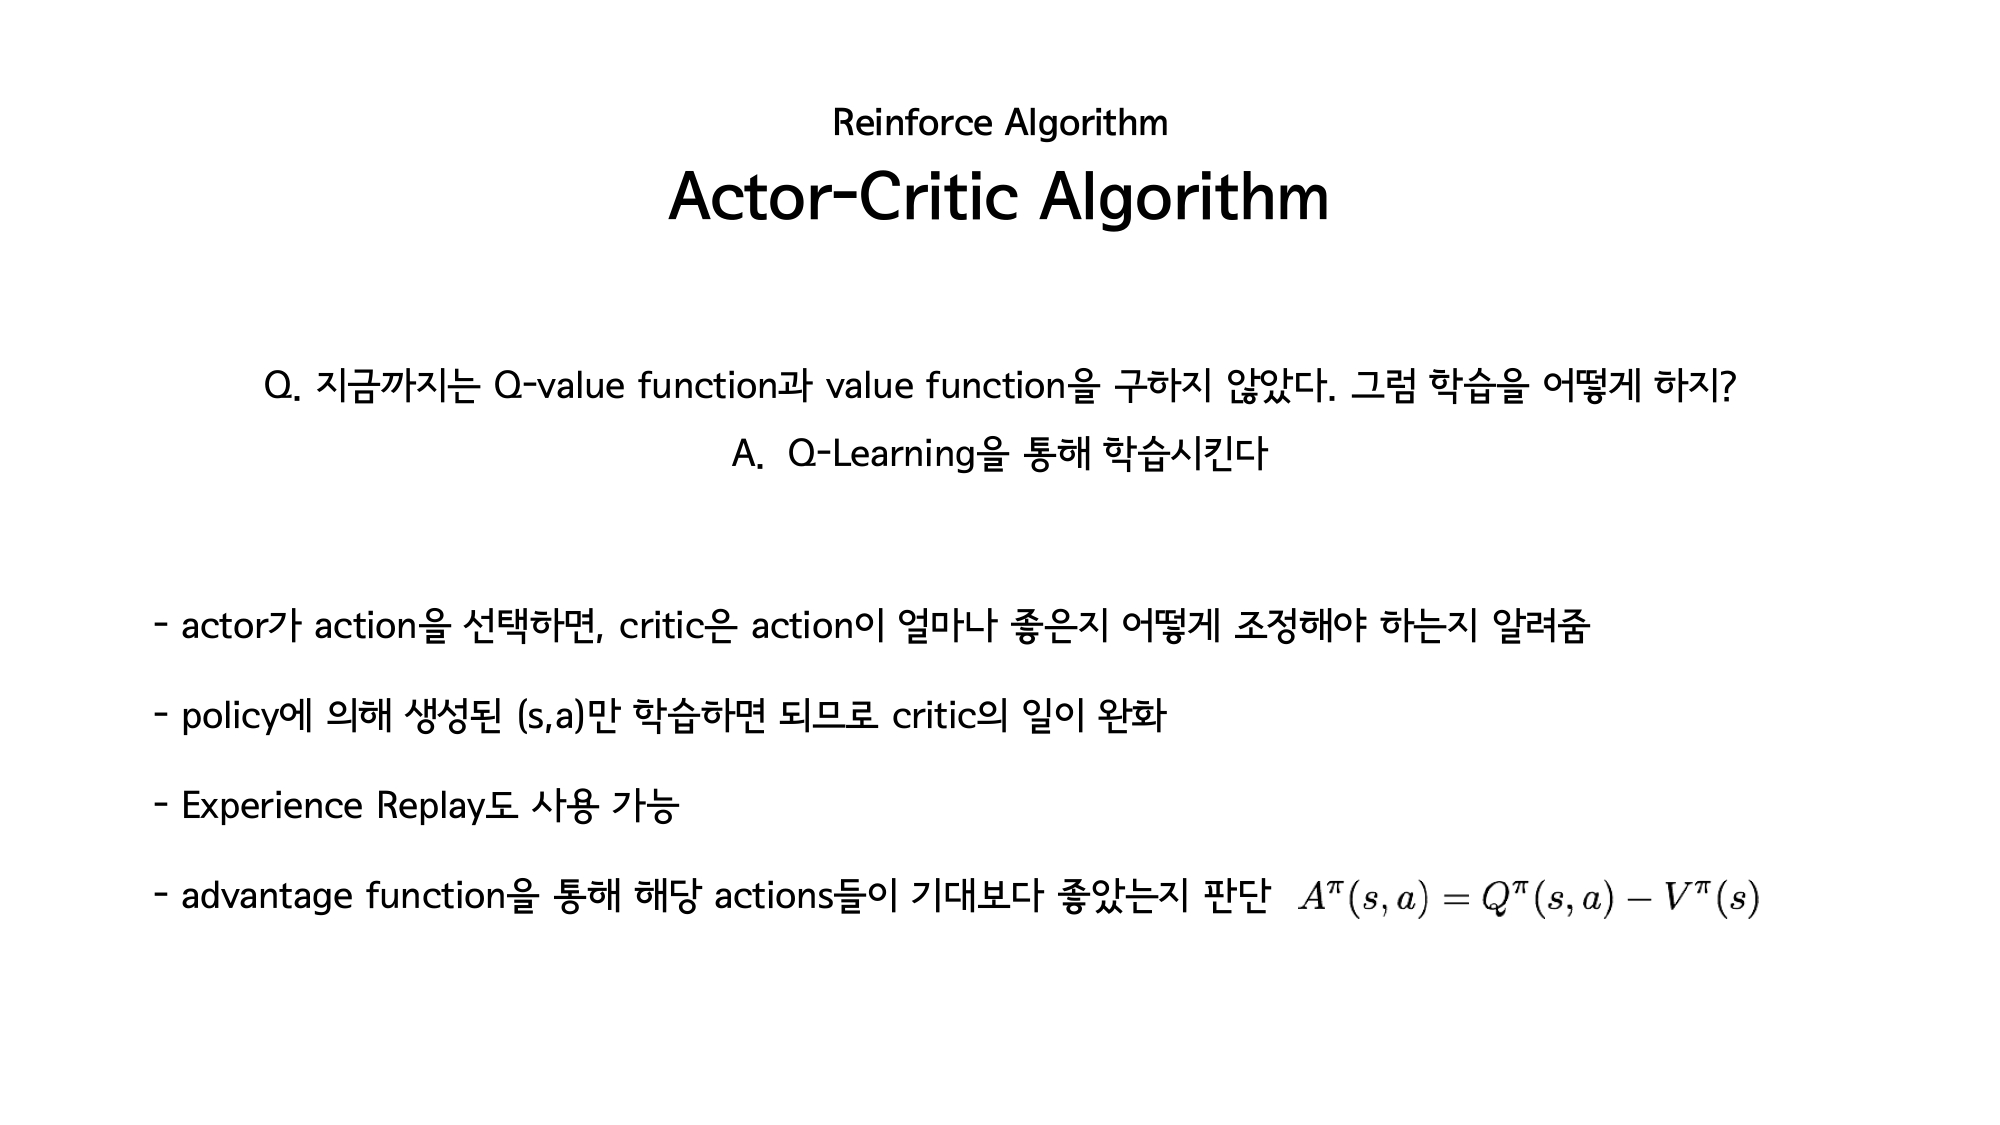 Reinforce Algorithm
Actor-Critic Algorithm
Q. 지금까지는 Q-value function과 value function을 구하지 않았다. 그럼 학습을 어떻게 하지?
A. Q-Learning을 통해 학습시킨다
- actor가 action을 선택하면, critic은 action이 얼마나 좋은지 어떻게 조정해야 하는지 알려줌
- policy에 의해 생성된 (s,a)만 학습하면 되므로 critic의 일이 완화
- Experience Replay도 사용 가능
- advantage function을 통해 해당 actions들이 기대보다 좋았는지 판단 $A^{\pi}(s,a) = Q^{\pi}(s,a) - V^{\pi}(s)$